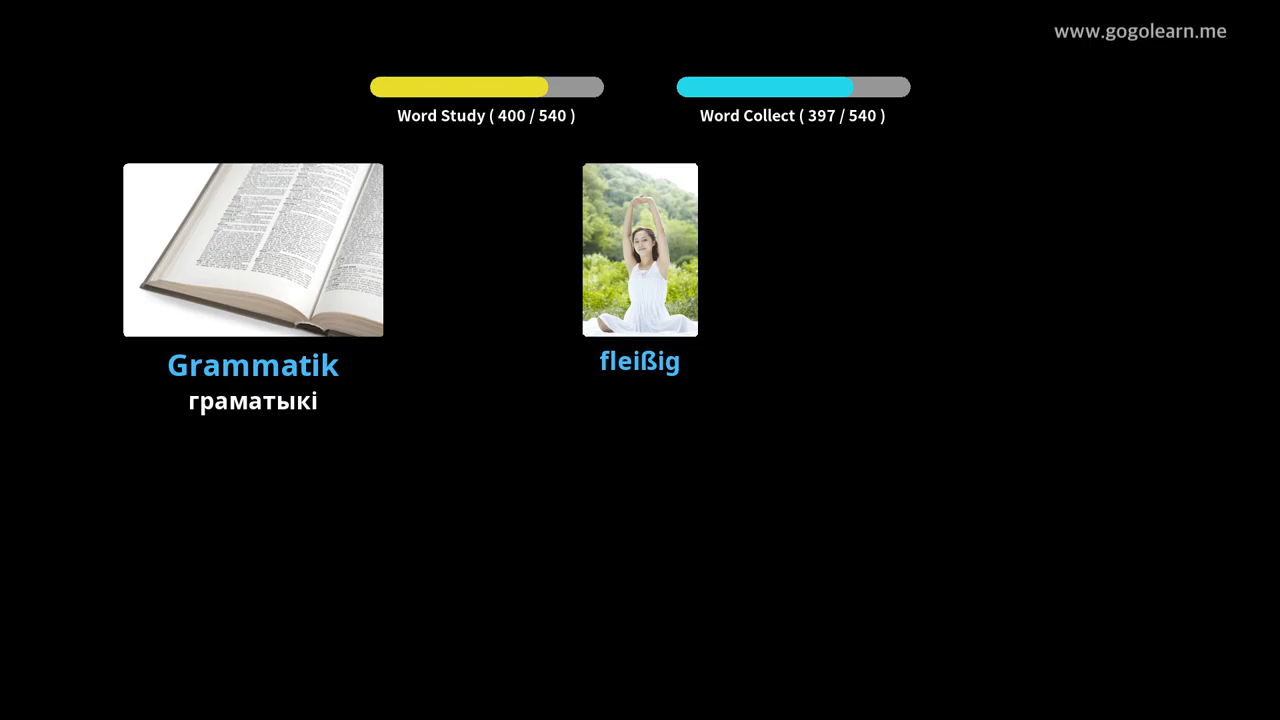 www.gogolearn.me
Word Study ( 400 / 540 )
Word Collect ( 397 / 540 )
Grammatik
граматыкі
fleißig